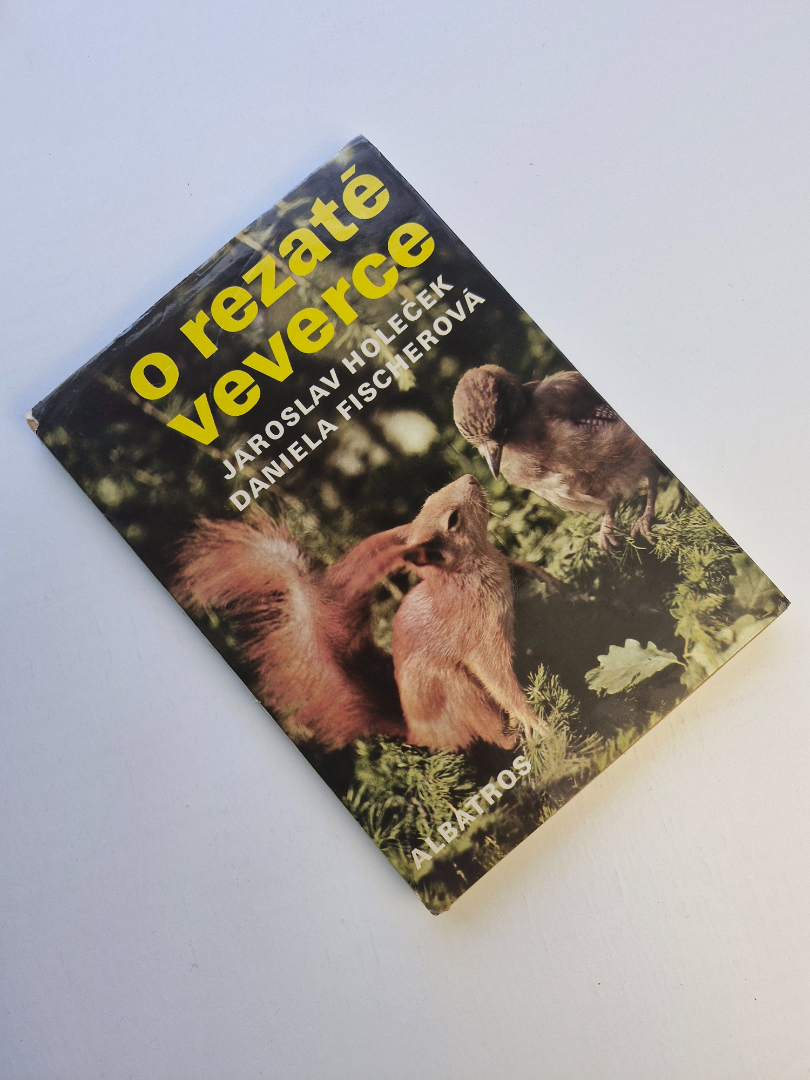 o rezaté
veverce
JAROSLAV HOLEČEK
DANIELA FISCHEROVÁ
ALBATROS